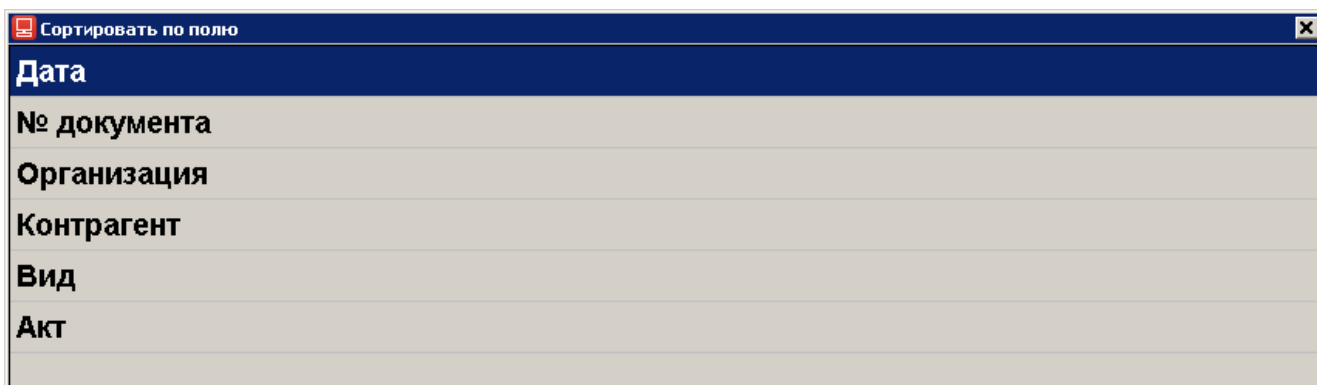 Сортировать по полю
Дата
№ документа
Организация
Контрагент
Вид
Акт